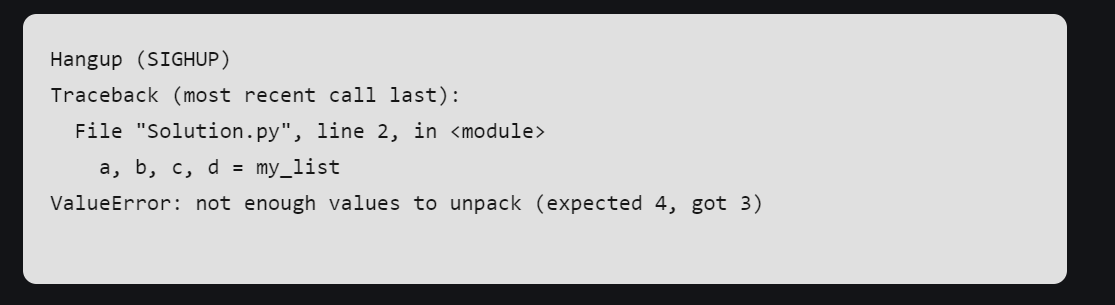 Hangup (SIGHUP)
Traceback (most recent call last):
  File "Solution.py", line 2, in <module>
    a, b, c, d = my_list
ValueError: not enough values to unpack (expected 4, got 3)